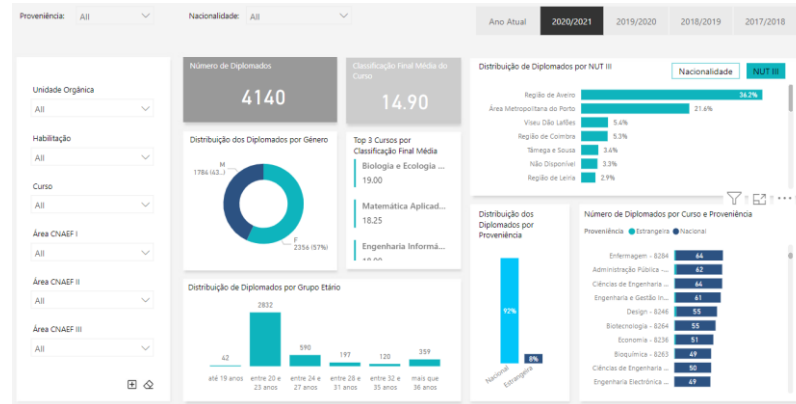 Proveniência: All
Nacionalidade: All
Ano Atual
2020/2021
2019/2020
2018/2019
2017/2018
Unidade Orgânica
All
Habilitação
All
Curso
All
Área CNAEF I
All
Área CNAEF II
All
Área CNAEF III
All
Número de Diplomados
4140
Classificação Final Média do
Curso
14.90
Distribuição dos Diplomados por Género
M
1784 (43...)
F
2356 (57%)
Top 3 Cursos por
Classificação Final Média
Biologia e Ecologia ...
19.00
Matemática Aplicad...
18.25
Engenharia Informá...
Distribuição de Diplomados por Grupo Etário
42
2832
590
197
120
359
até 19 anos
entre 20 e
23 anos
entre 24 e
27 anos
entre 28 e
31 anos
entre 32 e
35 anos
mais que
36 anos
Distribuição de Diplomados por NUT III
Nacionalidade
NUT III
Região de Aveiro 36.2%
Área Metropolitana do Porto 21.6%
Viseu Dão Lafões 5.4%
Região de Coimbra 5.3%
Tâmega e Sousa 3.6%
Não Disponível 3.3%
Região de Leiria 2.9%
Distribuição dos
Diplomados por
Proveniência
92%
8%
Nacional
Estrangeira
Número de Diplomados por Curso e Proveniência
Proveniência Estrangeira Nacional
Enfermagem - 8284 64
Administração Pública -... 62
Ciências de Engenharia ... 64
Engenharia e Gestão In... 61
Design - 8246 55
Biotecnologia - 8264 55
Economia - 8236 51
Bioquímica - 8263 49
Ciências de Engenharia ... 50
Engenharia Electrónica ... 49